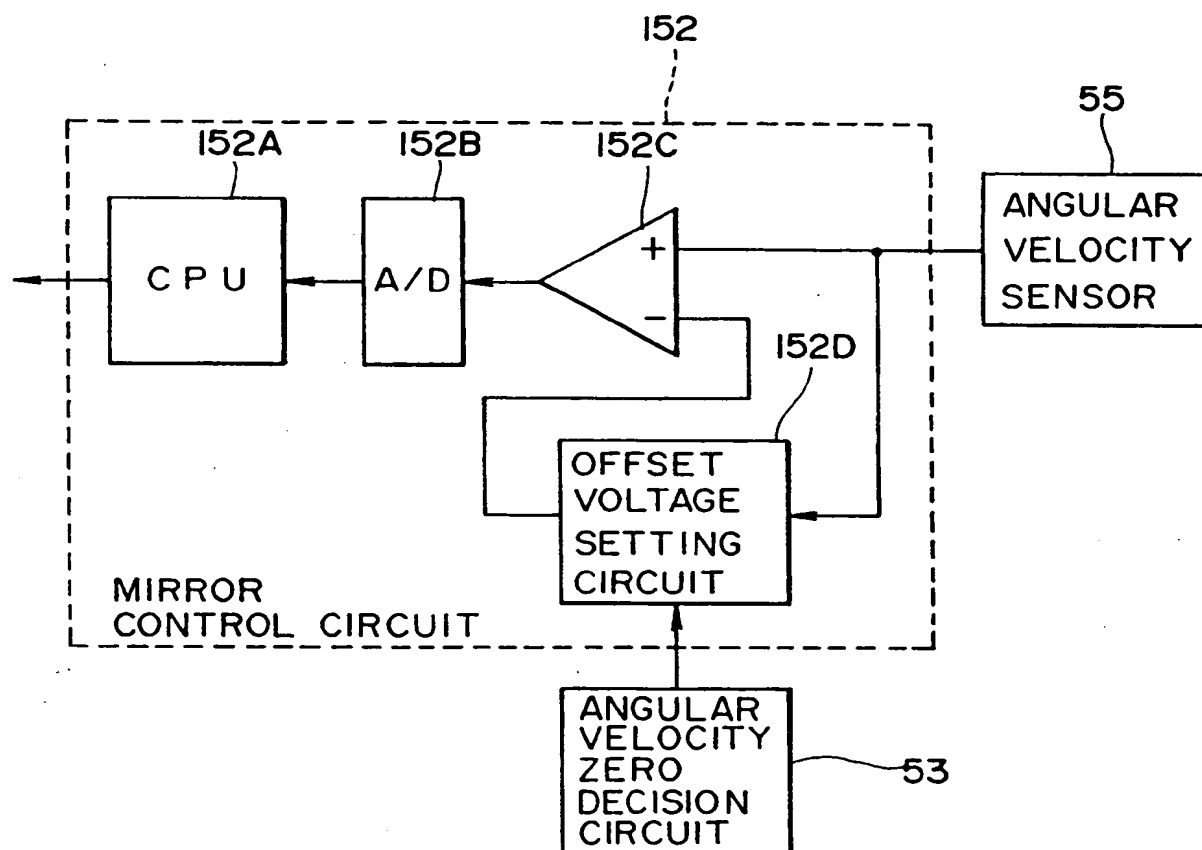 152
55
152A
152B
152C
ANGULAR
VELOCITY
SENSOR
CPU
A/D
+
−
152D
OFFSET
VOLTAGE
SETTING
CIRCUIT
MIRROR
CONTROL CIRCUIT
ANGULAR
VELOCITY
ZERO
DECISION
CIRCUIT
53